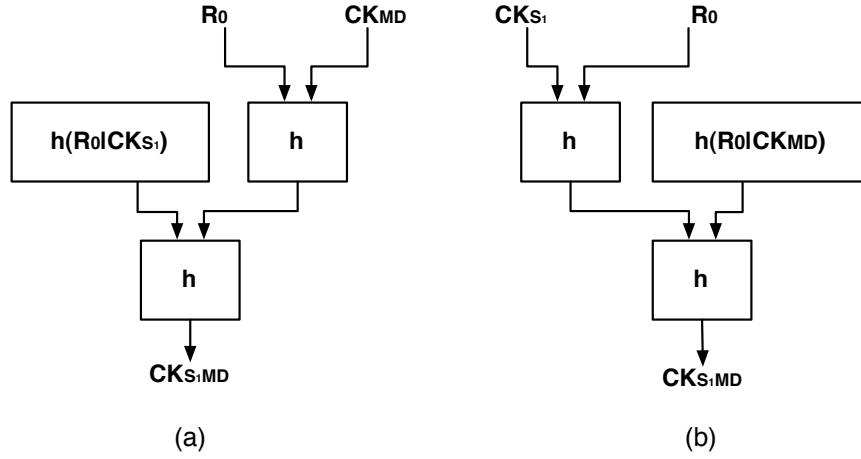 R0 CKMD
h(R0|CKS1) h
h
CKS1MD
(a)
CKS1 R0
h h(R0|CKMD)
h
CKS1MD
(b)